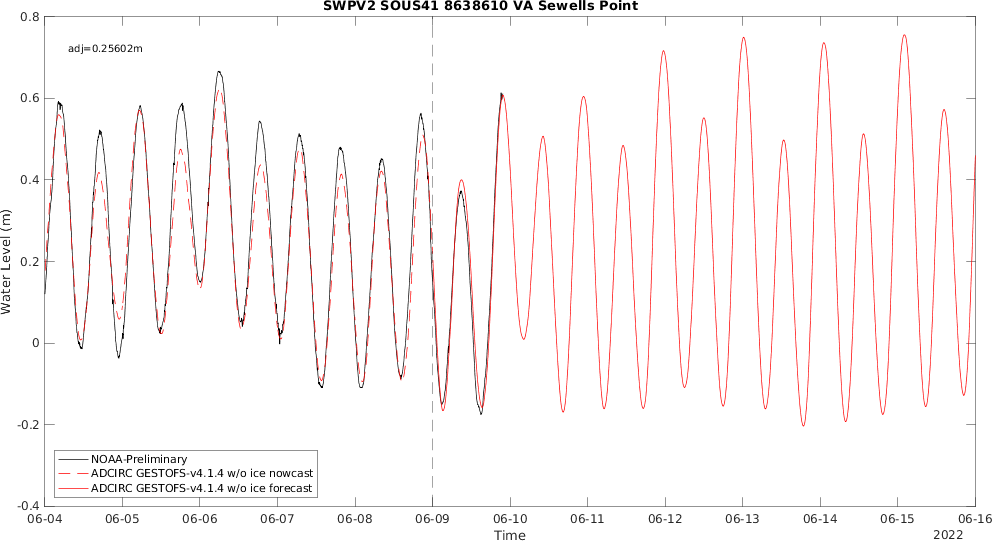 SWPV2 SOUS41 8638610 VA Sewells Point
adj=0.25602m
0.8
0.6
0.4
0.2
0
-0.2
-0.4
Water Level (m)
NOAA-Preliminary
ADCIRC GESTOFS-v4.1.4 w/o ice nowcast
ADCIRC GESTOFS-v4.1.4 w/o ice forecast
06-04 06-05 06-06 06-07 06-08 06-09 06-10 06-11 06-12 06-13 06-14 06-15 06-16
Time
2022